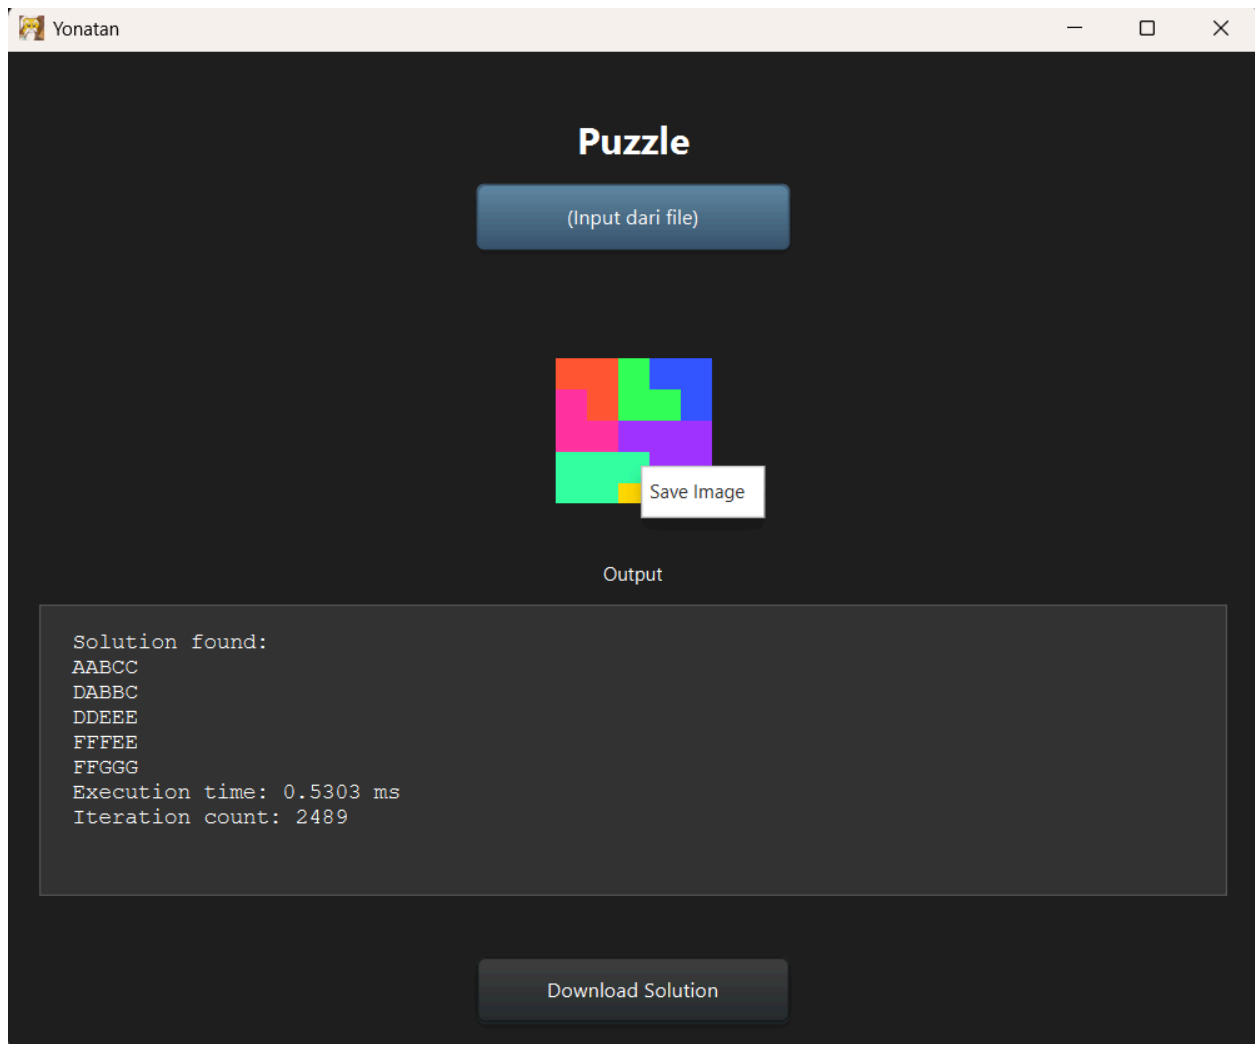 Yonatan
Puzzle
(Input dari file)
Save Image
Output
Solution found:
AABCC
DABBC
DDEEE
FFFEE
FFGGG
Execution time: 0.5303 ms
Iteration count: 2489
Download Solution